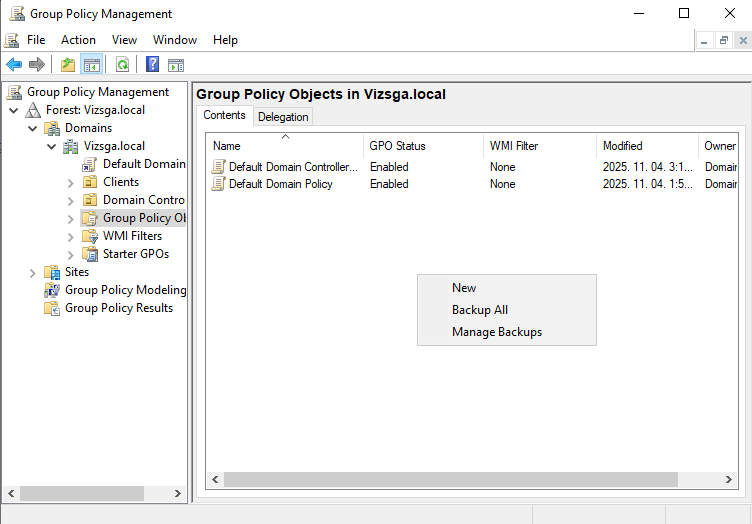 Group Policy Management
File Action View Window Help
Group Policy Management
Forest: Vizsga.local
Domains
Vizsga.local
Default Domain
Clients
Domain Contro
Group Policy Ob
WMI Filters
Starter GPOs
Sites
Group Policy Modeling
Group Policy Results
Group Policy Objects in Vizsga.local
Contents Delegation
Name GPO Status WMI Filter Modified Owner
Default Domain Controller... Enabled None 2025. 11. 04. 3:1... Domain
Default Domain Policy Enabled None 2025. 11. 04. 1:5... Domain
New
Backup All
Manage Backups